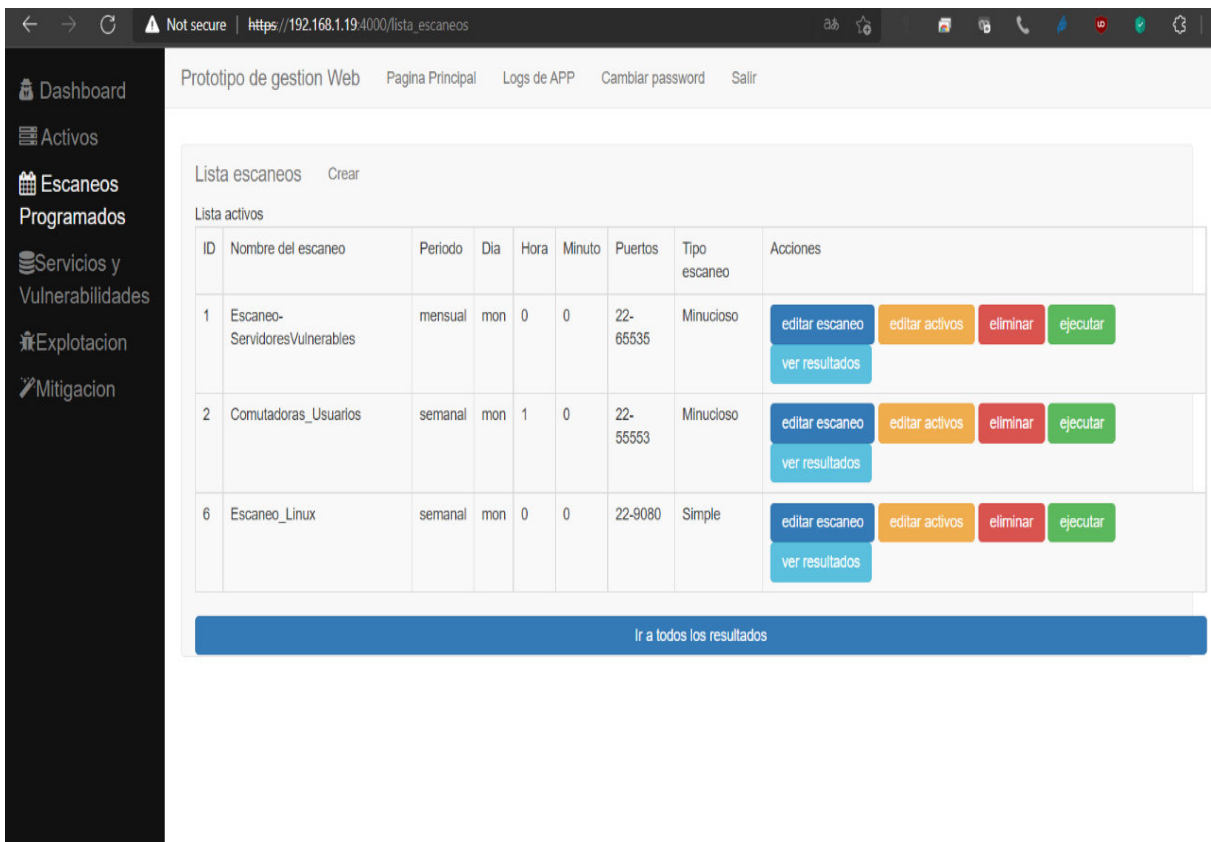 Not secure | https://192.168.1.19:4000/lista_escaneos
Dashboard
Activos
Escaneos
Programados
Servicios y
Vulnerabilidades
Explotacion
Mitigacion
Prototipo de gestion Web Pagina Principal Logs de APP Cambiar password Salir
Lista escaneos Crear
Lista activos
ID Nombre del escaneo Periodo Dia Hora Minuto Puertos Tipo escaneo Acciones
1 Escaneo-ServidoresVulnerables mensual mon 0 0 22-65535 Minucioso editar escaneo editar activos eliminar ejecutar
ver resultados
2 Comutadoras_Usuarios semanal mon 1 0 22-55553 Minucioso editar escaneo editar activos eliminar ejecutar
ver resultados
6 Escaneo_Linux semanal mon 0 0 22-9080 Simple editar escaneo editar activos eliminar ejecutar
ver resultados
Ir a todos los resultados